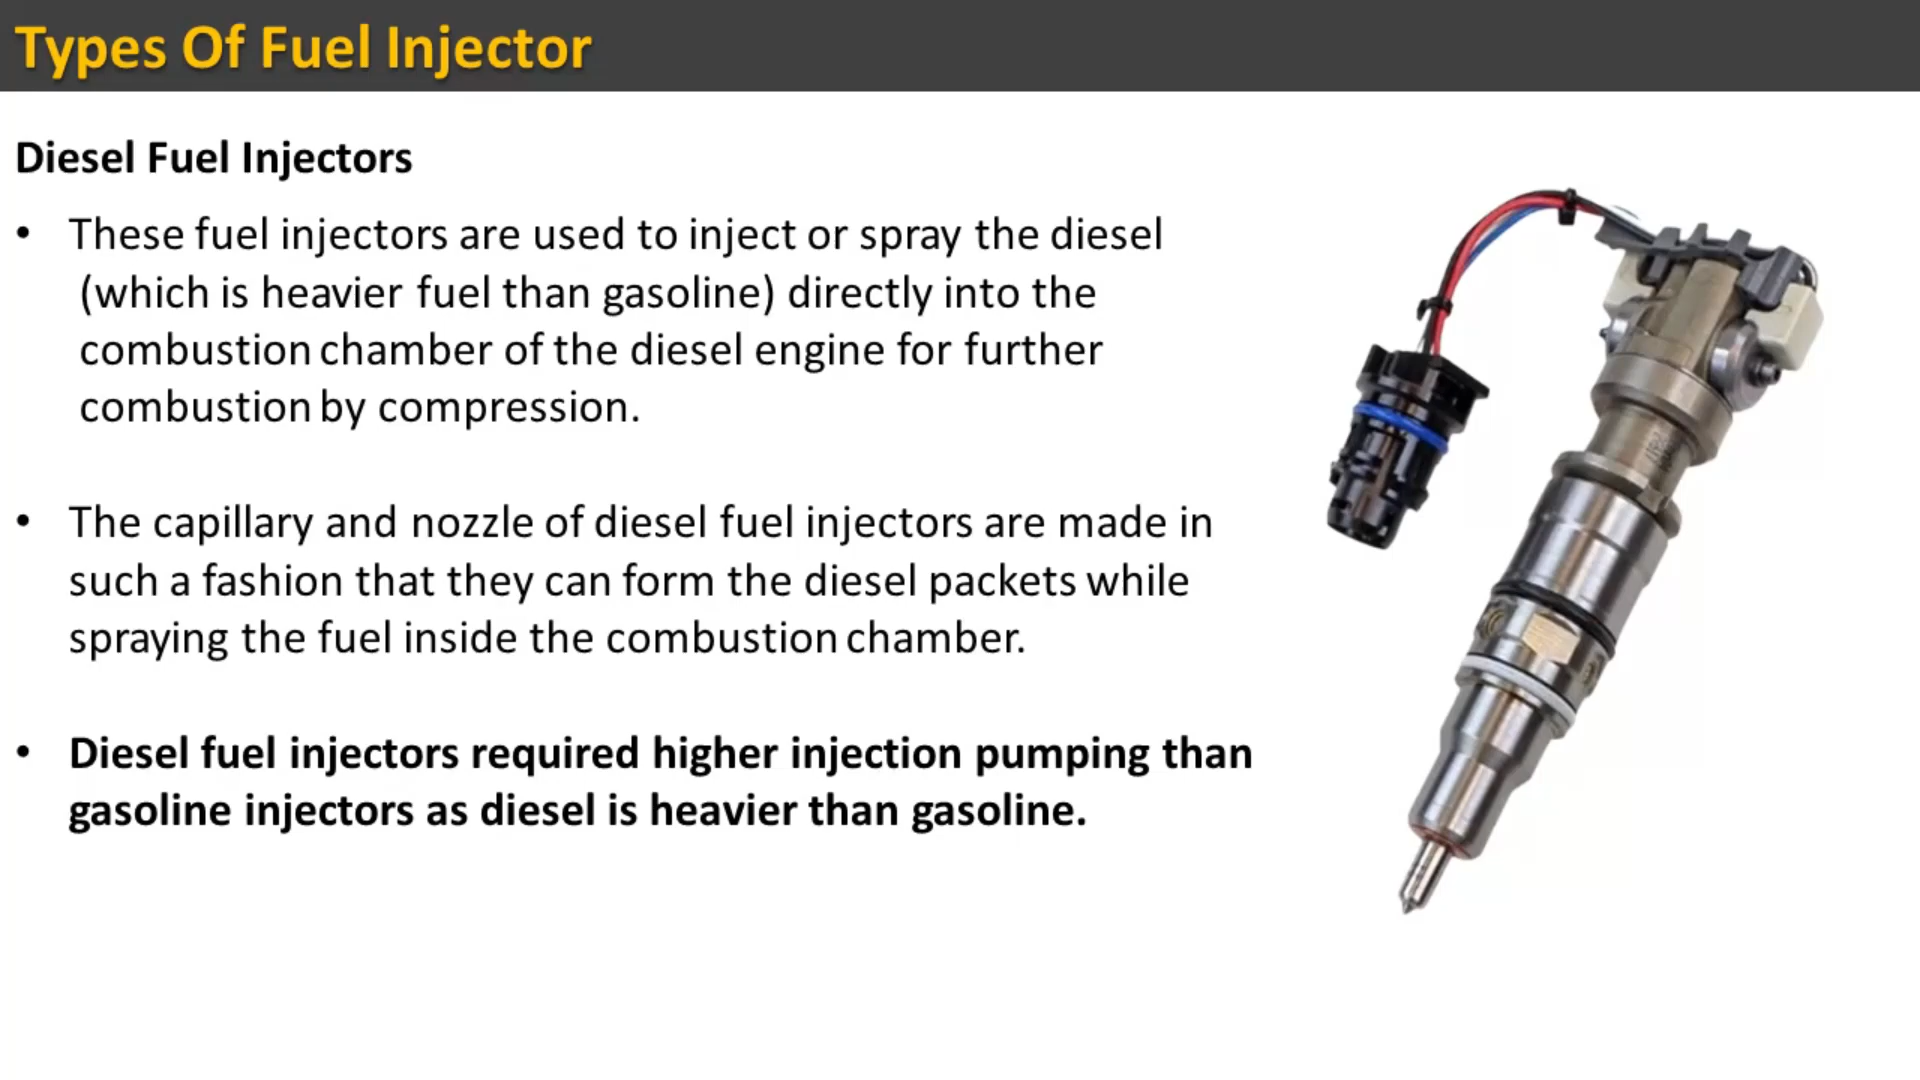 Types Of Fuel Injector
Diesel Fuel Injectors
• These fuel injectors are used to inject or spray the diesel
(which is heavier fuel than gasoline) directly into the
combustion chamber of the diesel engine for further
combustion by compression.
• The capillary and nozzle of diesel fuel injectors are made in
such a fashion that they can form the diesel packets while
spraying the fuel inside the combustion chamber.
• Diesel fuel injectors required higher injection pumping than
gasoline injectors as diesel is heavier than gasoline.